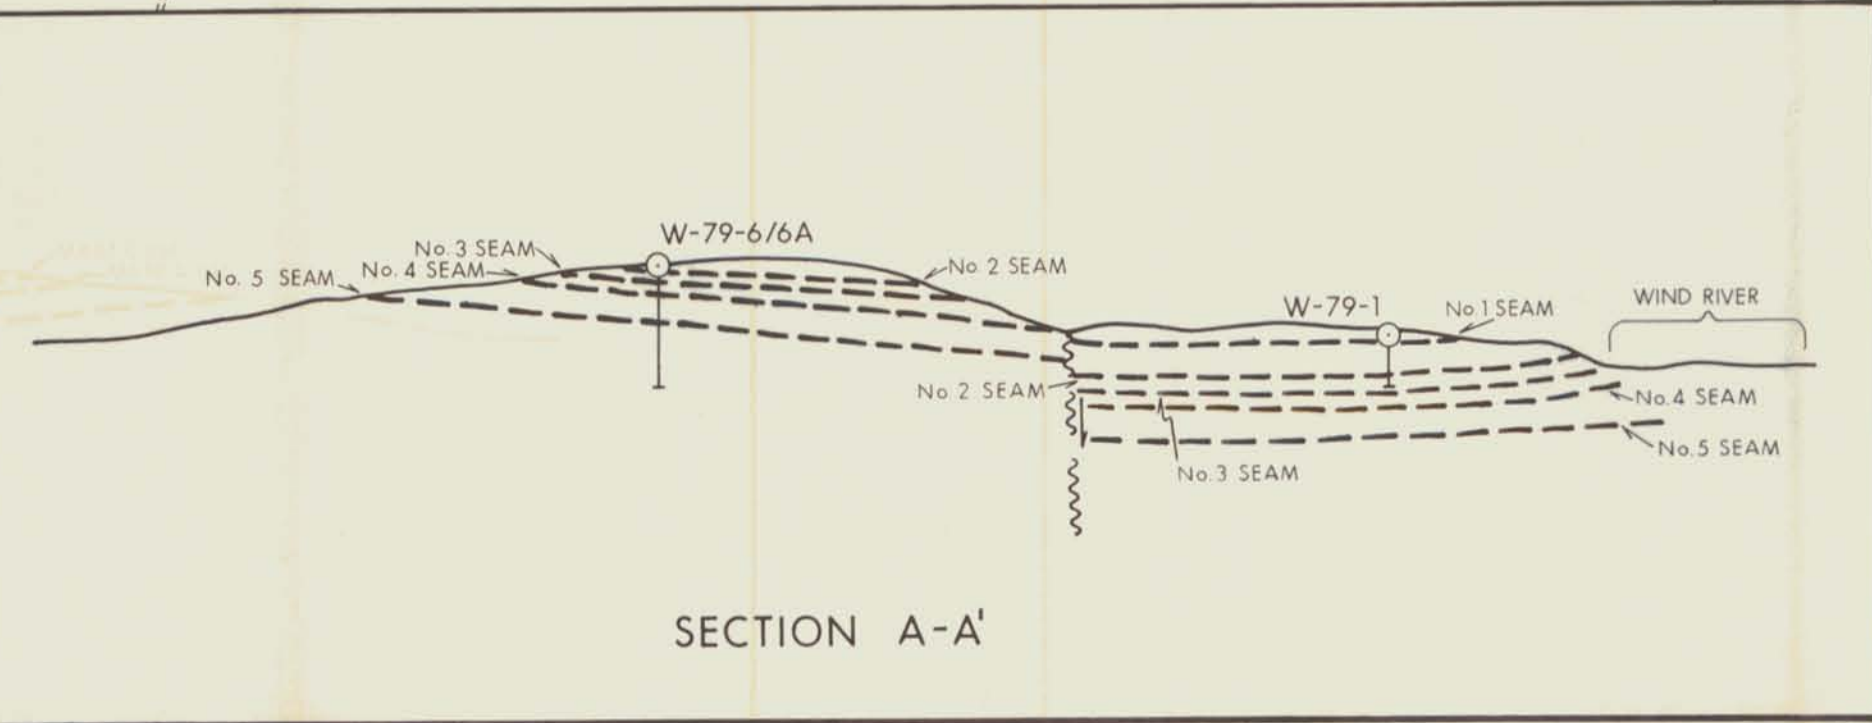 W-79-6/6A
No. 3 SEAM
No. 4 SEAM
No. 5 SEAM
No. 2 SEAM
W-79-1
No 1 SEAM
WIND RIVER
No 2 SEAM
No. 4 SEAM
No. 5 SEAM
No. 3 SEAM
SECTION A-A'